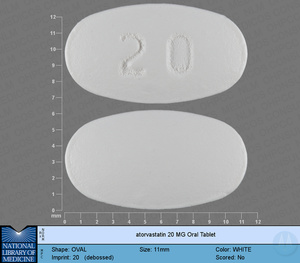 12
11
10
9
8
7
6
5
4
3
2
1
0
mm
20
0 1 2 3 4 5 6 7 8 9 10 11 12
NATIONAL
LIBRARY OF
MEDICINE
atorvastatin 20 MG Oral Tablet
Shape: OVAL Size: 11mm Color: WHITE
Imprint: 20 (debossed) Scored: No